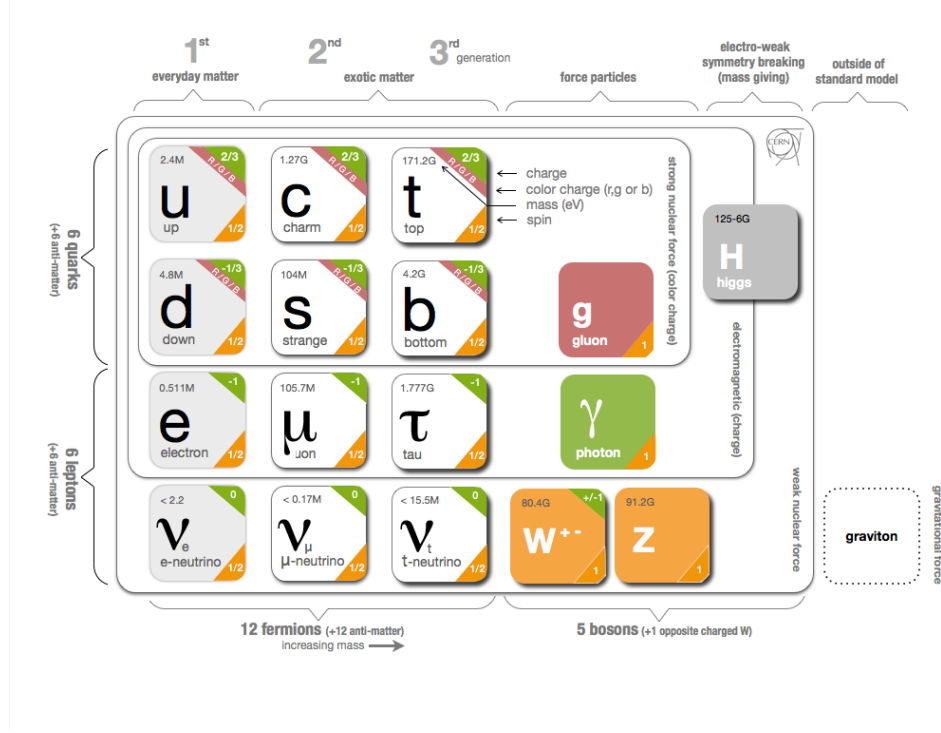 1st
2nd
3rd generation
everyday matter
exotic matter
force particles
electro-weak
symmetry breaking
(mass giving)
outside of
standard model
6 quarks
(+6 anti-matter)
6 leptons
(+6 anti-matter)
2.4M
2/3
R/G/B
u
up
1/2
1.27G
2/3
R/G/B
c
charm
1/2
171.2G
2/3
R/G/B
t
top
1/2
charge
color charge (r,g or b)
mass (eV)
spin
strong nuclear force (color charge)
CERN
125-6G
H
higgs
4.8M
-1/3
R/G/B
d
down
1/2
104M
-1/3
R/G/B
s
strange
1/2
4.2G
-1/3
R/G/B
b
bottom
1/2
g
gluon
1
electromagnetic (charge)
0.511M
-1
e
electron
1/2
105.7M
-1
μ
uon
1/2
1.777G
-1
τ
tau
1/2
γ
photon
1
weak nuclear force
< 2.2
0
νe
e-neutrino
1/2
< 0.17M
0
νμ
μ-neutrino
1/2
< 15.5M
0
νt
t-neutrino
1/2
80.4G
+/-1
W+ -
1
91.2G
Z
1
graviton
gravitational force
12 fermions (+12 anti-matter)
increasing mass
5 bosons (+1 opposite charged W)